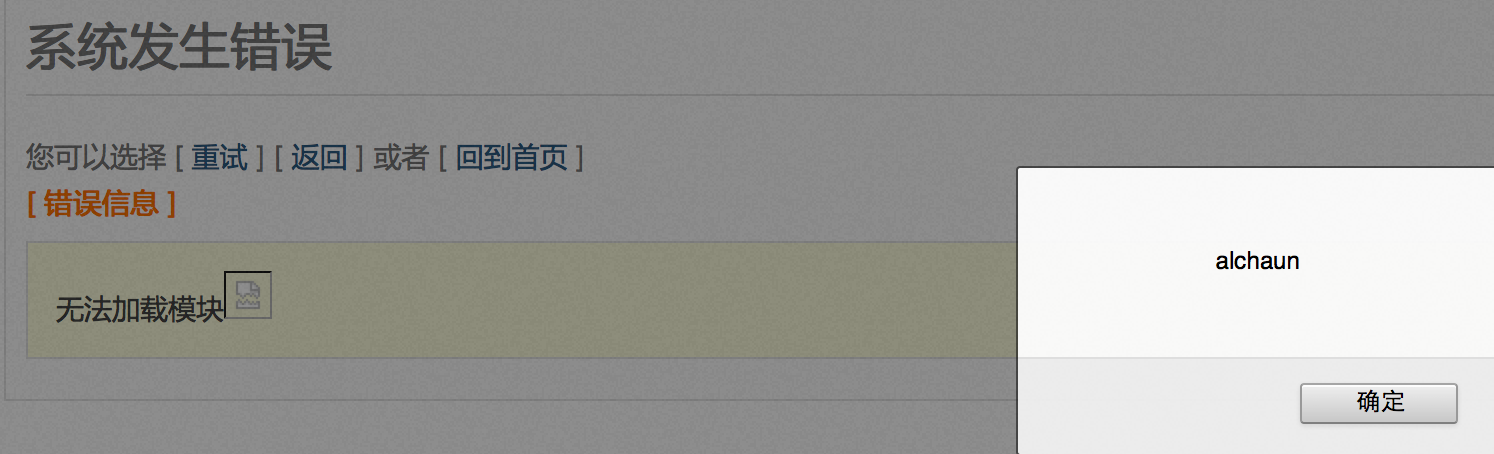 系统发生错误
您可以选择 [ 重试 ] [ 返回 ] 或者 [ 回到首页 ]
[ 错误信息 ]
无法加载模块
alchaun
确定